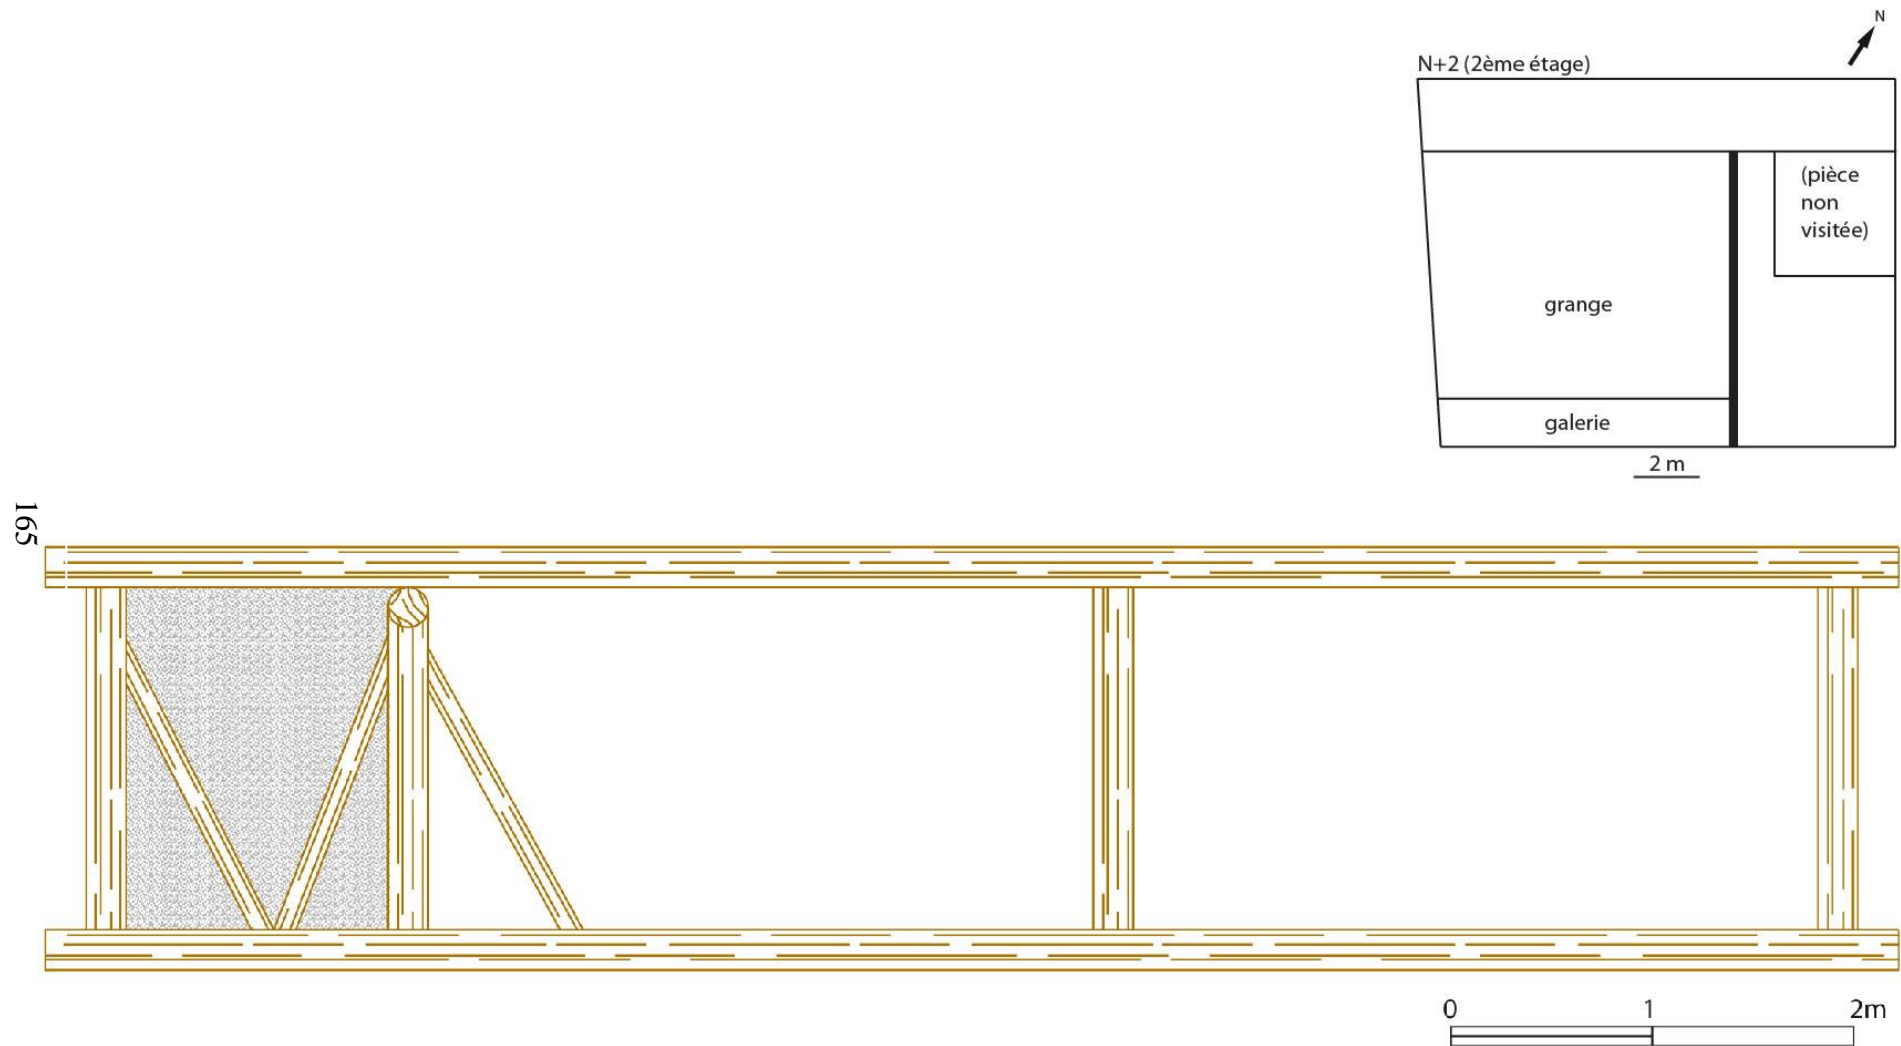 N
N+2 (2ème étage)
(pièce
non
visitée)
grange
galerie
2 m
165
0 1 2m